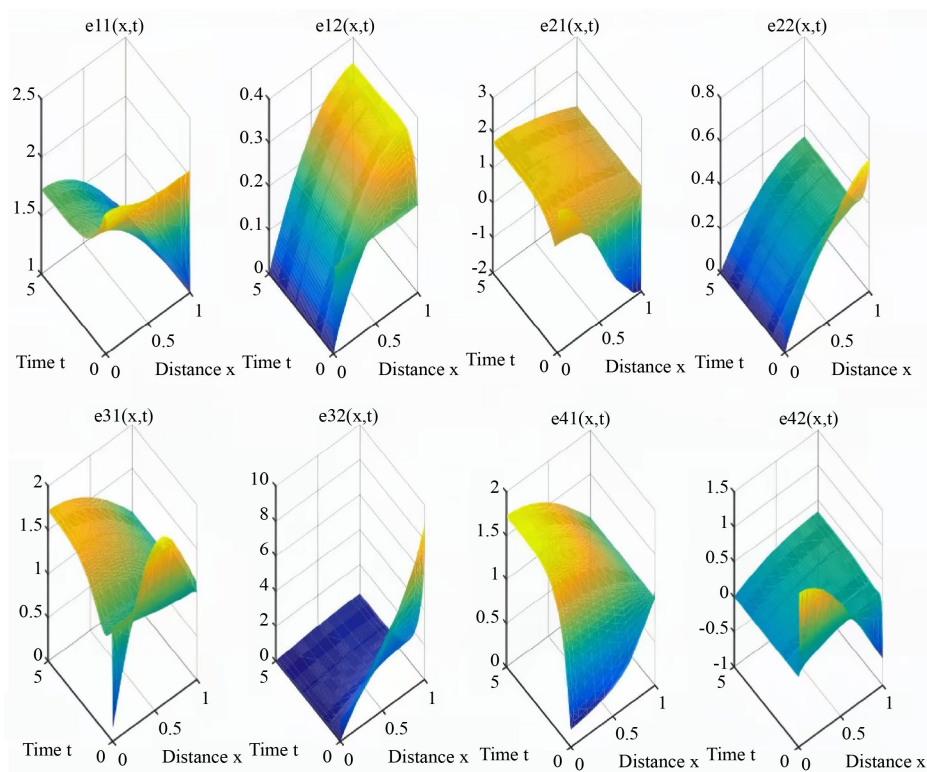 e11(x,t) e12(x,t) e21(x,t) e22(x,t)
2.5 0.4 3 0.8
2 0.3 2 0.6
1.5 0.2 1 0.4
1 0.1 0 0.2
5 0 -1 0
5 -2 5
5
1 1 1 1
0.5 0.5 0.5 0.5
Time t 0 0 Distance x Time t 0 0 Distance x Time t 0 0 Distance x Time t 0 0 Distance x
e31(x,t) e32(x,t) e41(x,t) e42(x,t)
2 10 2 1.5
1.5 8 1.5 1
1 6 1 0.5
0.5 4 0.5 0
0 2 0 -0.5
5 0 5 -1
5 5
1 1 1 1
0.5 0.5 0.5 0.5
Time t 0 0 Distance x Time t 0 0 Distance x Time t 0 0 Distance x Time t 0 0 Distance x